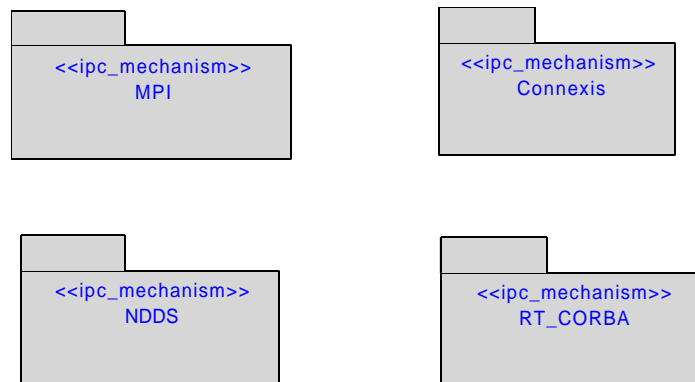 <<ipc_mechanism>>
MPI
<<ipc_mechanism>>
Connexis
<<ipc_mechanism>>
NDDS
<<ipc_mechanism>>
RT_CORBA